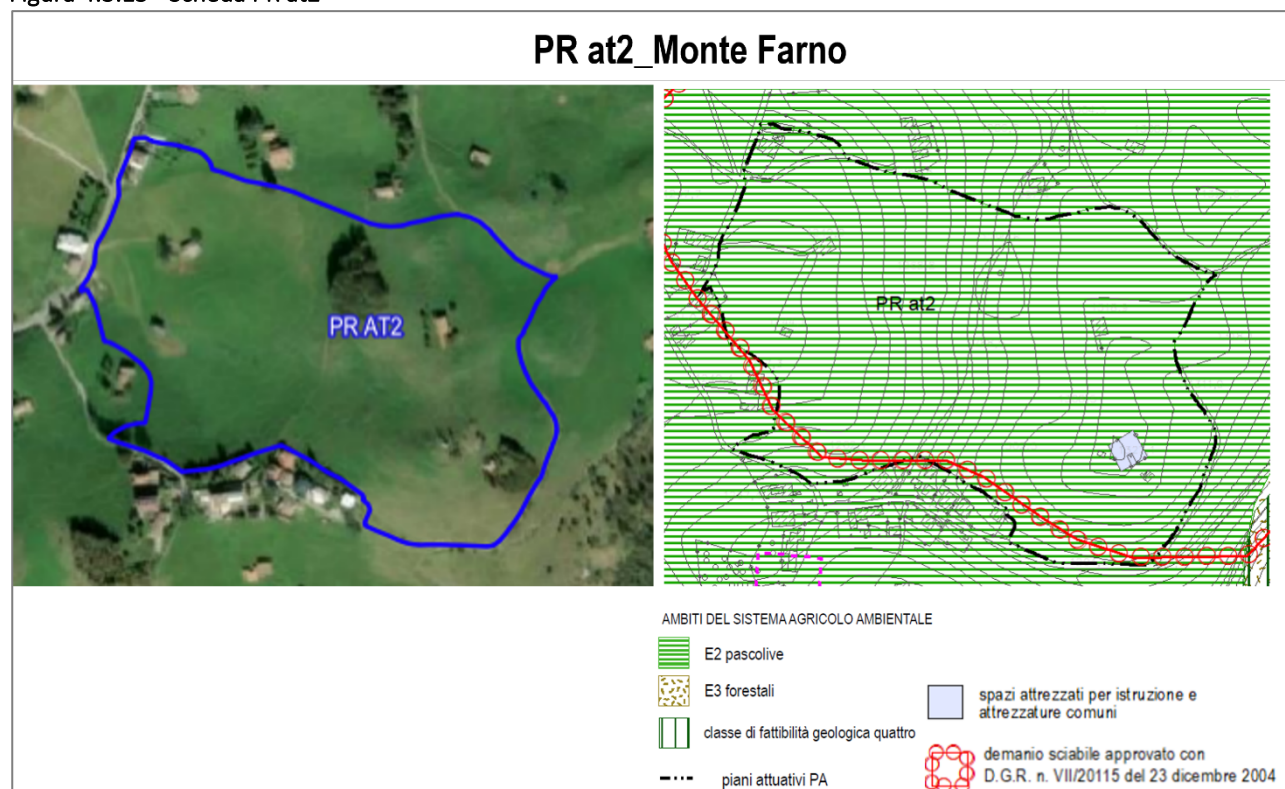 PR at2_Monte Farno
PR AT2
PR at2
AMBITI DEL SISTEMA AGRICOLO AMBIENTALE
E2 pascolive
E3 forestali
classe di fattibilità geologica quattro
piani attuativi PA
spazi attrezzati per istruzione e
attrezzature comuni
demanio sciabile approvato con
D.G.R. n. VII/20115 del 23 dicembre 2004